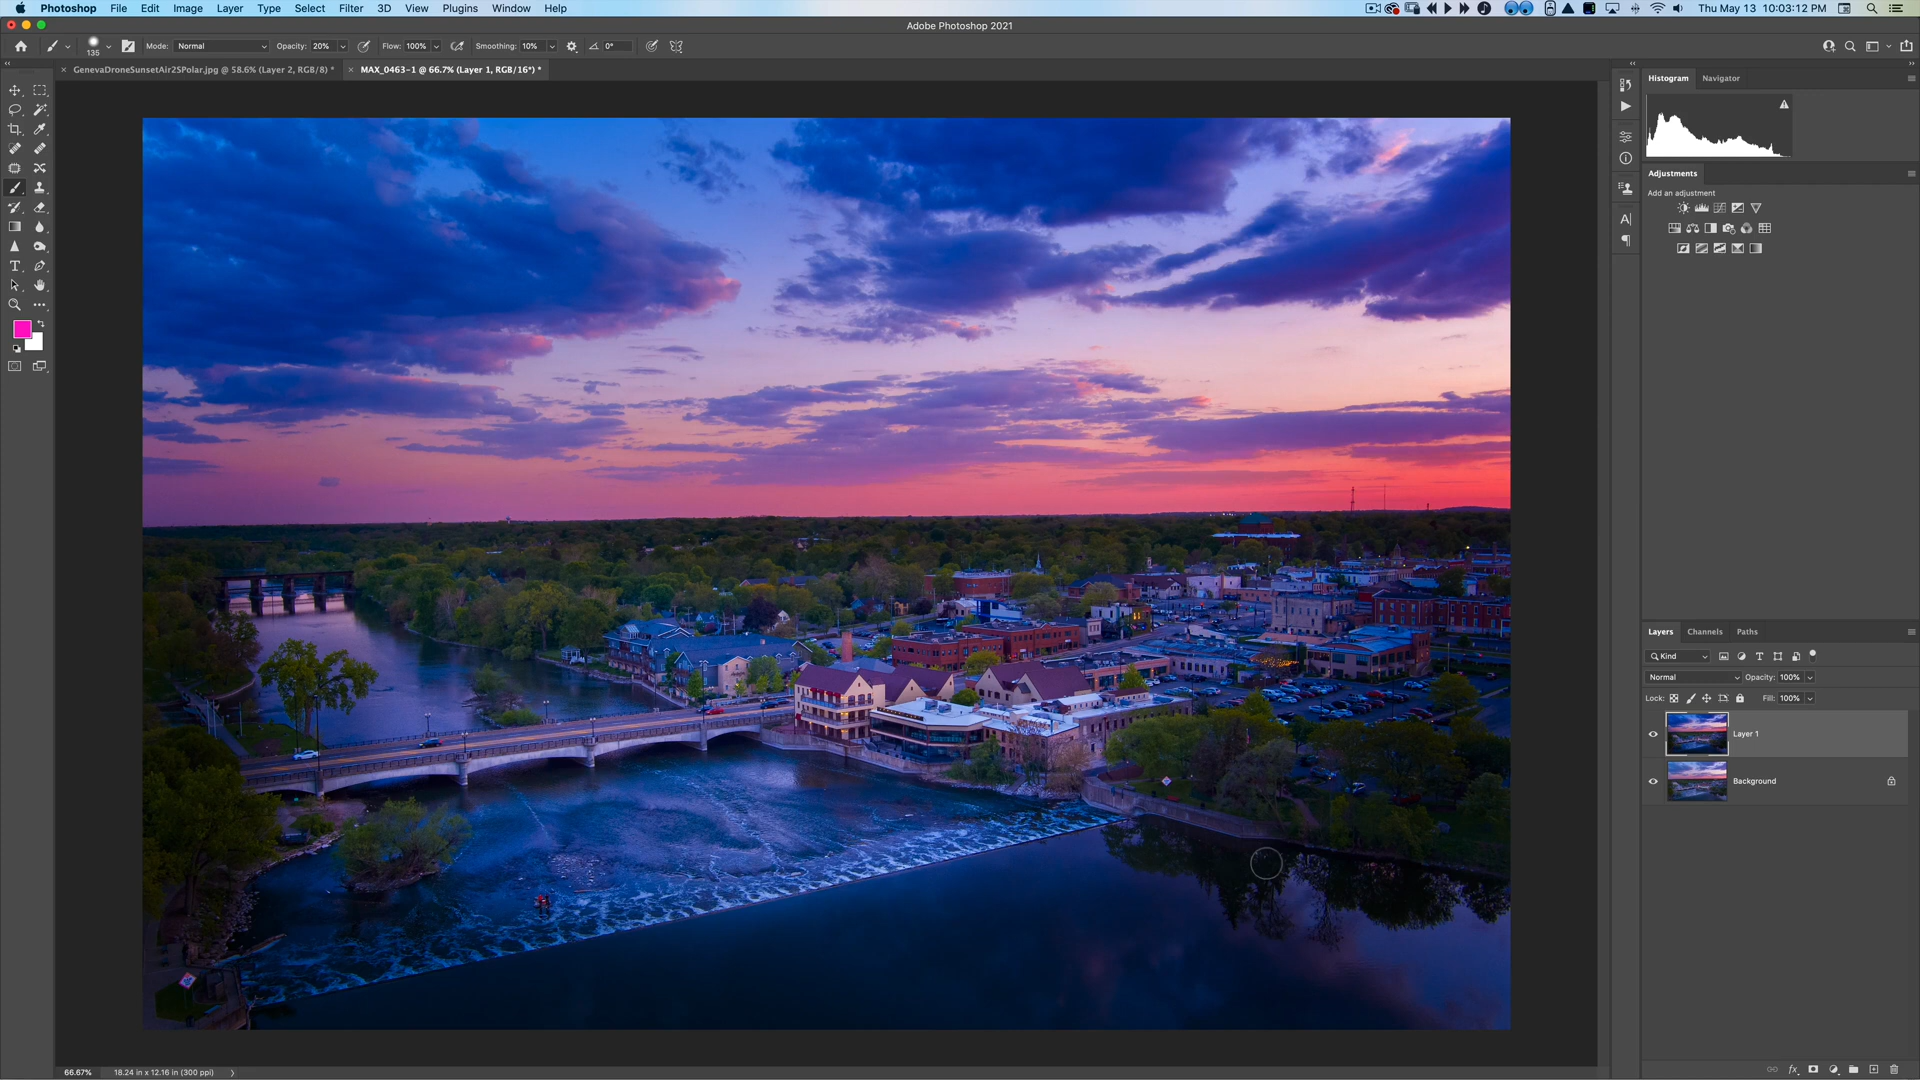 Photoshop File Edit Image Layer Type Select Filter 3D View Plugins Window Help Thu May 13 10:03:12 PM
Adobe Photoshop 2021
135 Mode: Normal Opacity: 20% Flow: 100% Smoothing: 10% 0°
GenevaDroneSunsetAir2SPolar.jpg @ 58.6% (Layer 2, RGB/8) * MAX_0463-1 @ 66.7% (Layer 1, RGB/16*) *
Histogram Navigator
Adjustments
Add an adjustment
Layers Channels Paths
Kind
Normal Opacity: 100%
Lock: Fill: 100%
Layer 1
Background
66.67% 18.24 in x 12.16 in (300 ppi)